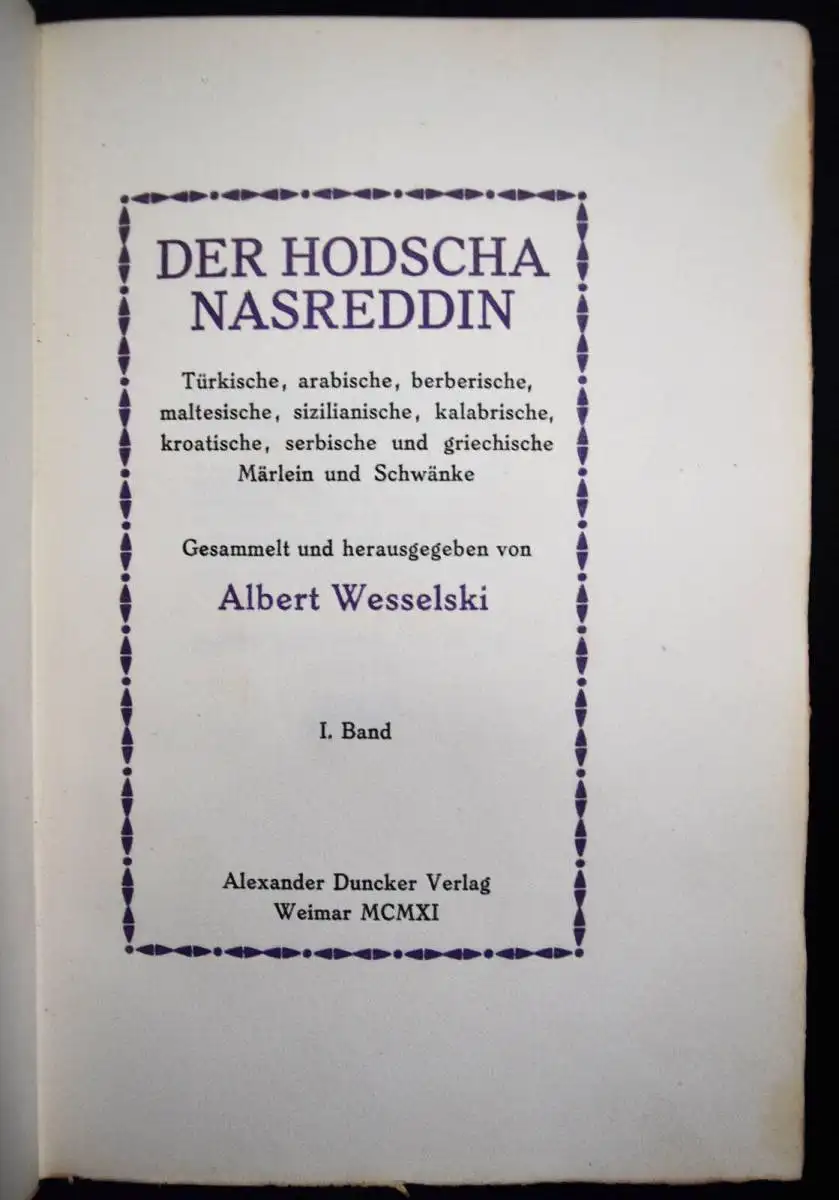 DER HODSCHA
NASREDDIN
Türkische, arabische, berberische,
maltesische, sizilianische, kalabrische,
kroatische, serbische und griechische
Märlein und Schwänke
Gesammelt und herausgegeben von
Albert Wesselski
I. Band
Alexander Duncker Verlag
Weimar MCMXI